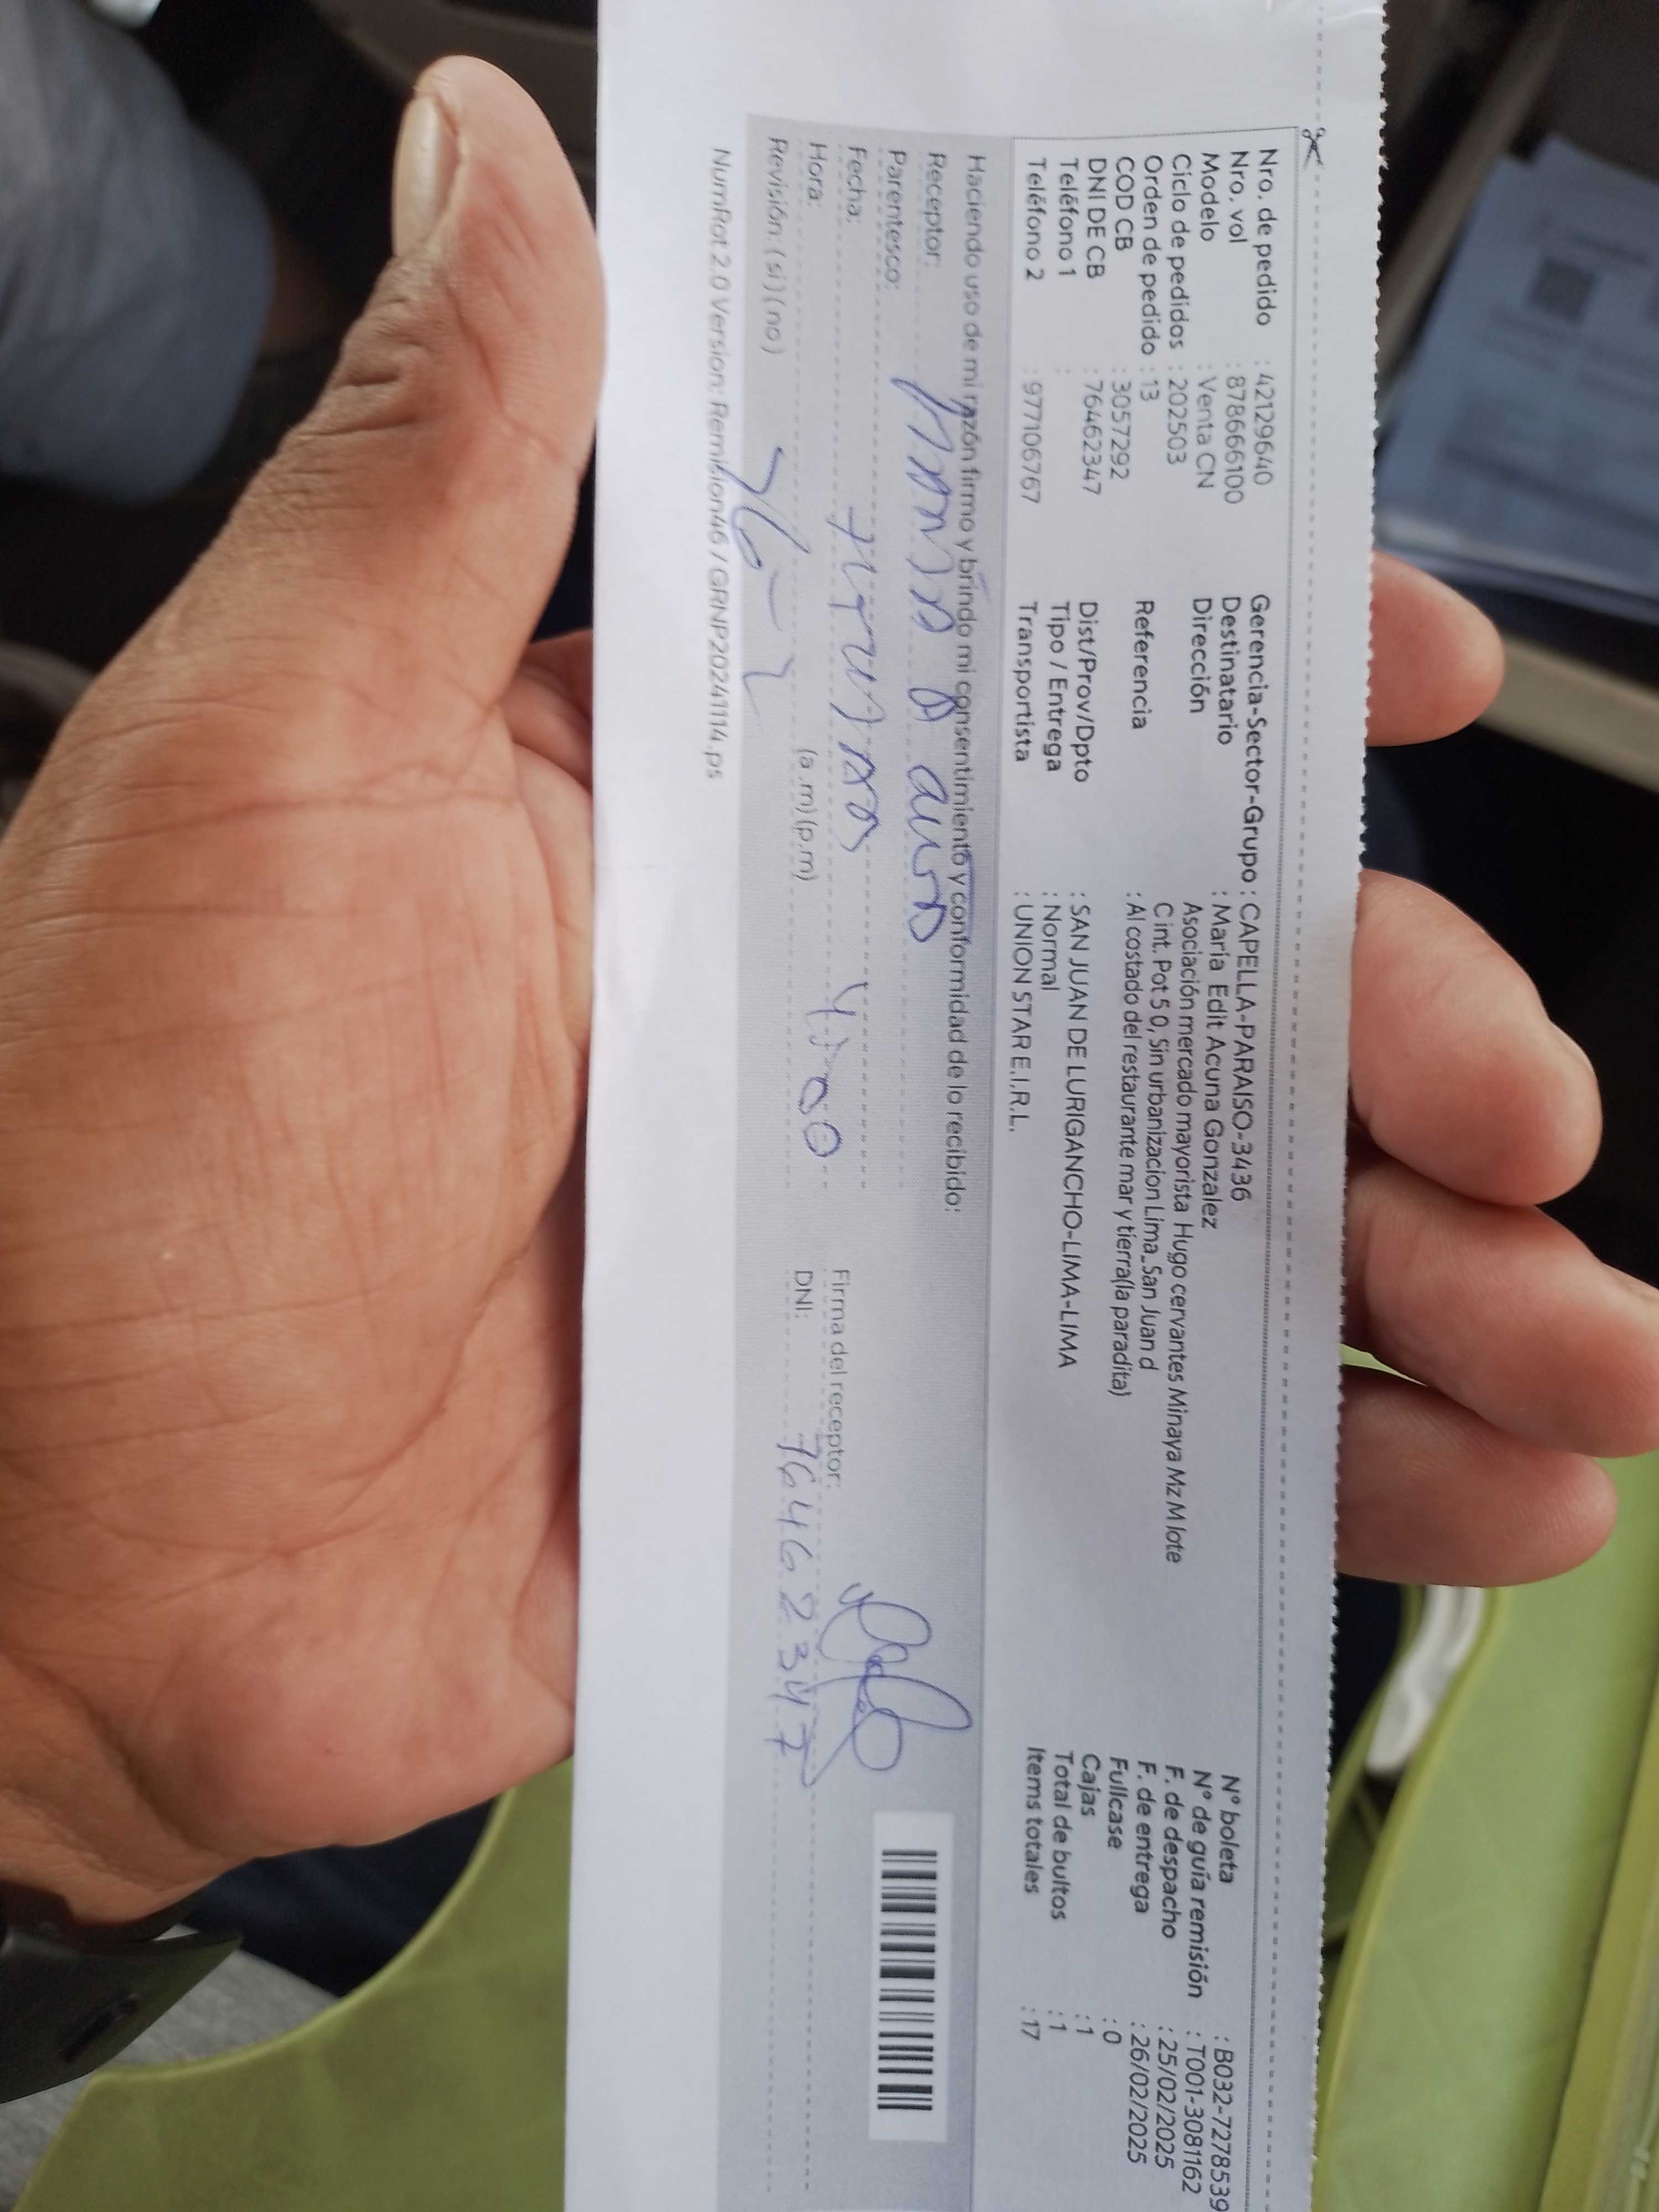 Nro. de pedido : 42129640
Nro. vol : 878666100
Modelo : Venta CN
Ciclo de pedidos : 202503
Orden de pedido : 13
COD CB : 3057292
DNI DE CB : 76462347
Teléfono 1 :
Teléfono 2 : 977106767
Gerencia-Sector-Grupo : CAPELLA-PARAISO-3436
Destinatario : María Edit Acuna Gonzalez
Dirección Asociación mercado mayorista Hugo cervantes Minaya Mz M lote
C int. Pot 5 0, Sin urbanizacion Lima_San Juan d
Referencia : Al costado del restaurante mar y tierra(la paradita)
Dist/Prov/Dpto : SAN JUAN DE LURIGANCHO-LIMA-LIMA
Tipo / Entrega : Normal
Transportista : UNION STAR E.I.R.L.
N° boleta : B032-7278539
N° de guía remisión : T001-3081162
F. de despacho : 25/02/2025
F. de entrega : 26/02/2025
Fullcase : 0
Cajas : 1
Total de bultos : 1
Items totales : 17
Haciendo uso de mi razón firmo y brindo mi consentimiento y conformidad de lo recibido:
Receptor:
Parentesco:
Fecha:
Hora: (a.m) (p.m)
Revisión: (si) (no)
Firma del receptor:
DNI: 76462347
NumRot 2.0 Version: Remision46 / GRNP20241114.ps